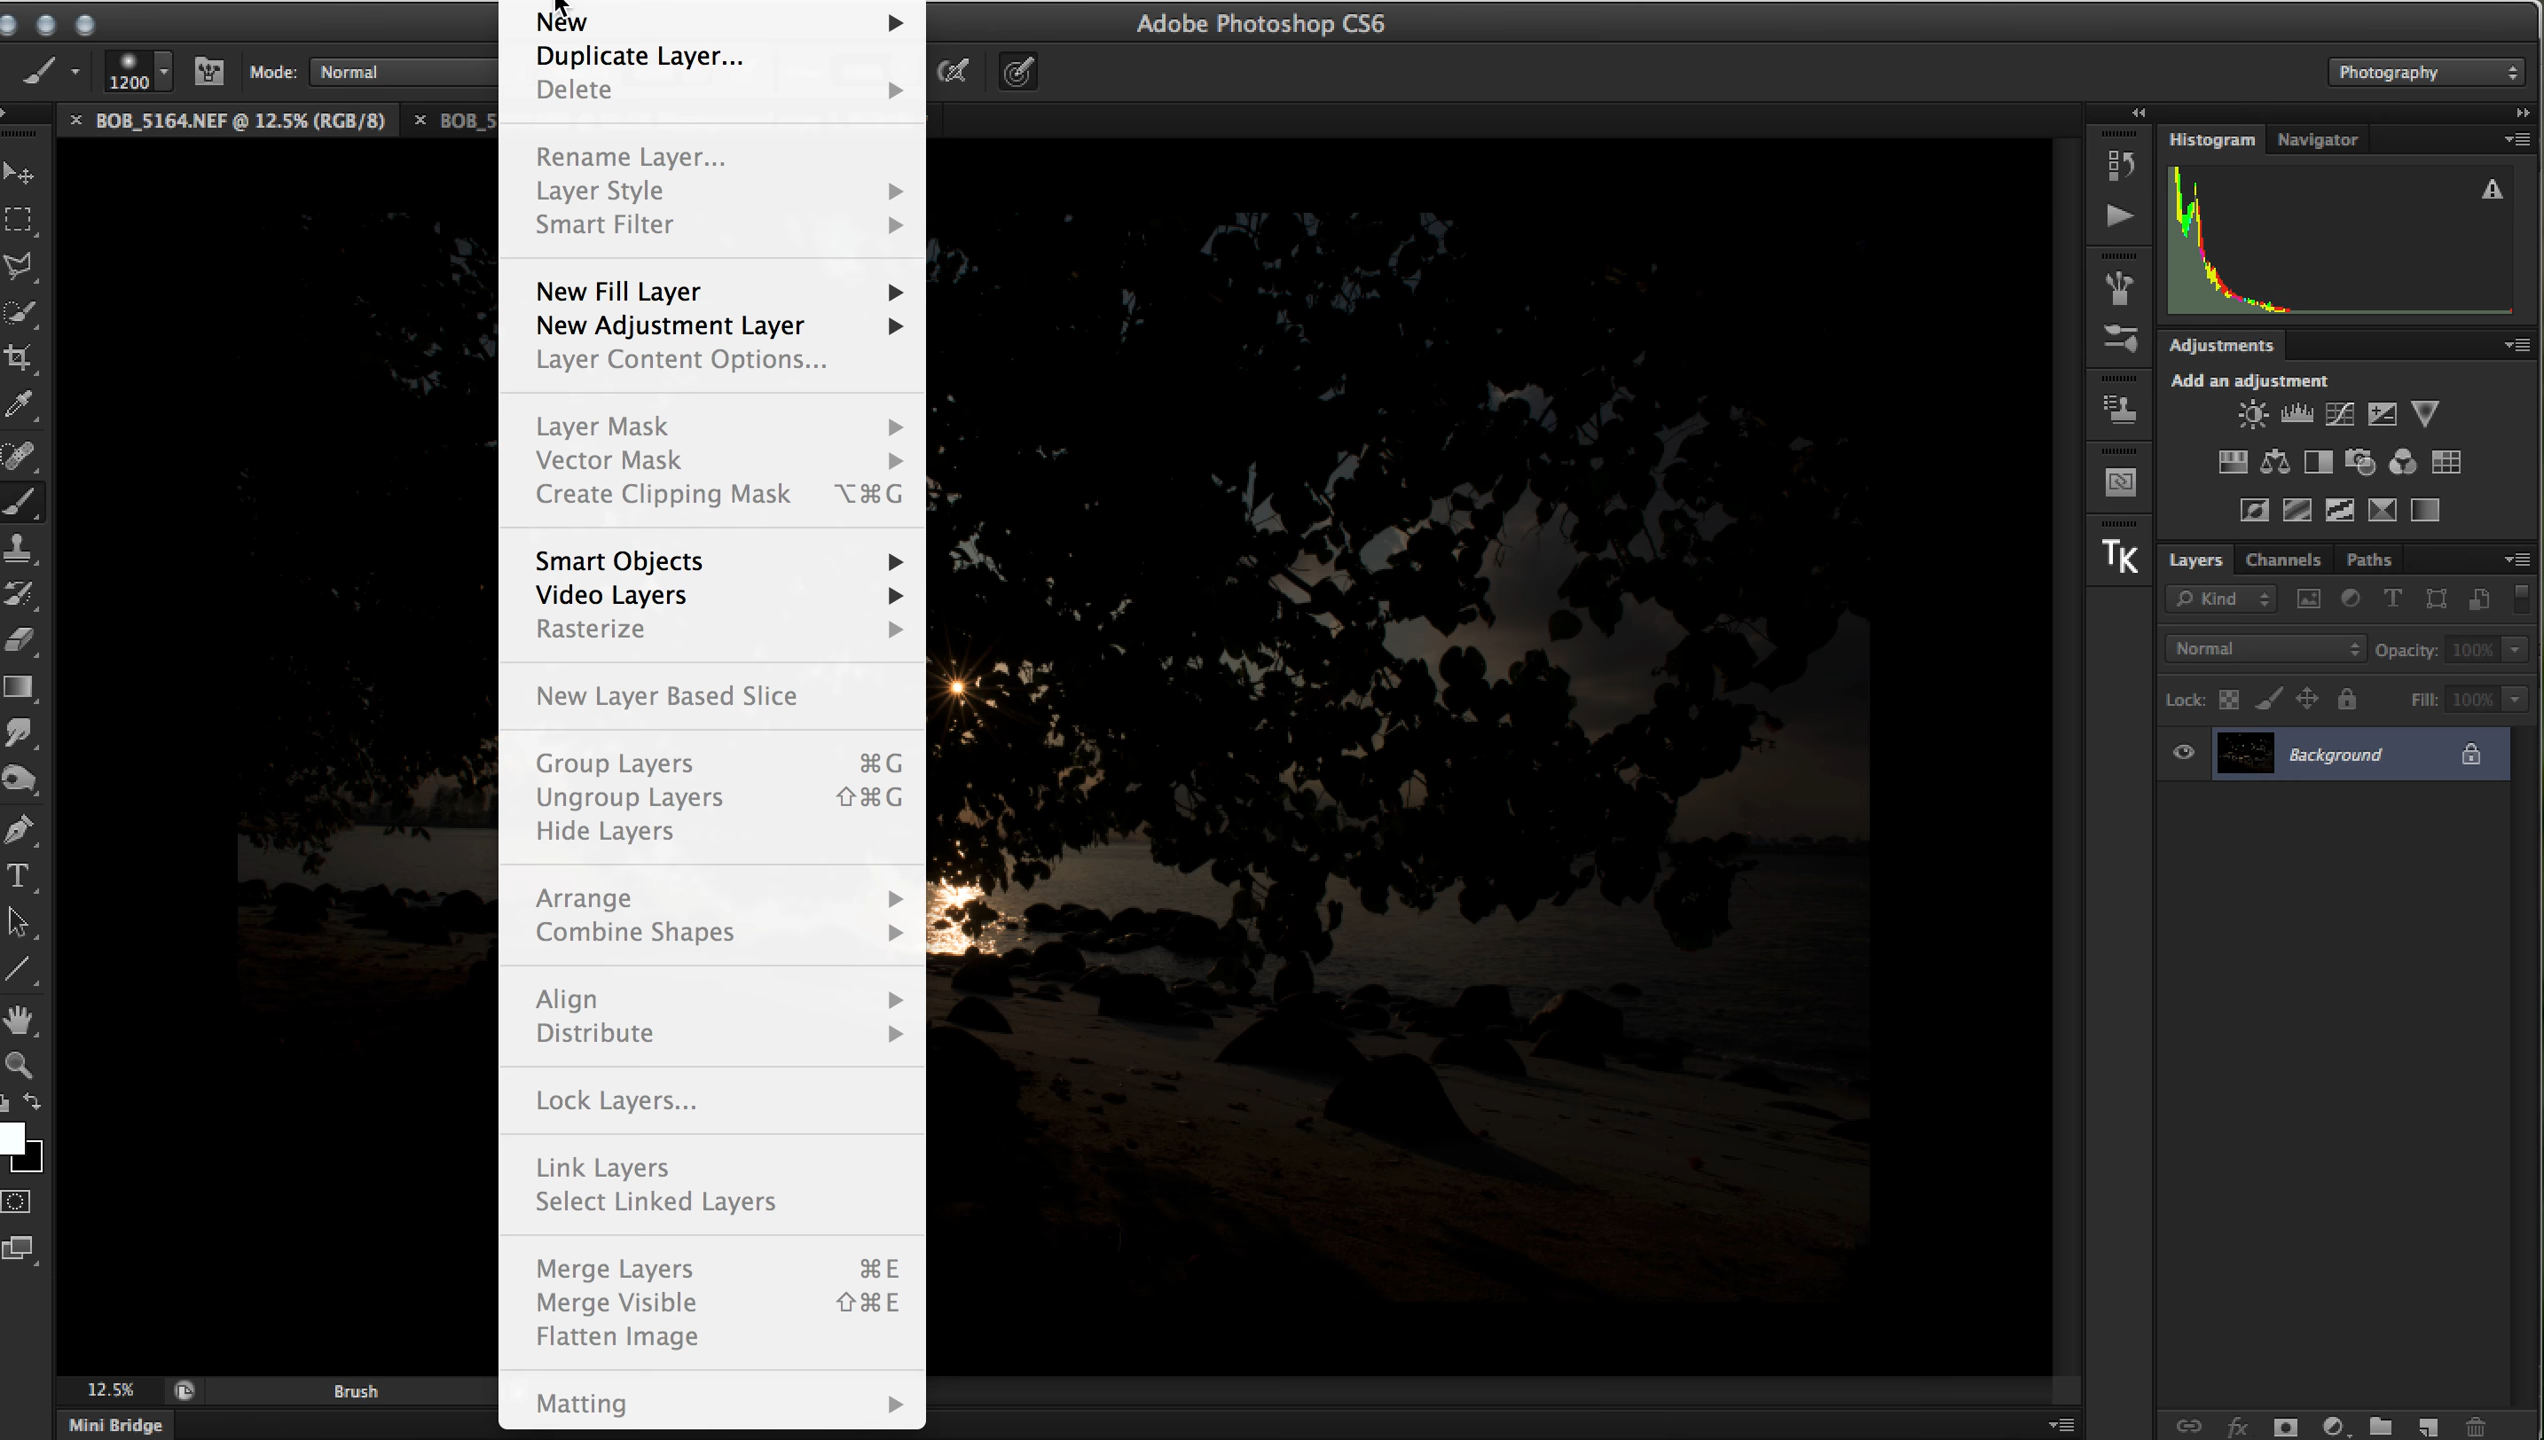 New
Adobe Photoshop CS6
Duplicate Layer...
1200
Mode:
Normal
Photography
Delete
BOB_5164.NEF @ 12.5% (RGB/8)
BOB_5
Histogram
Navigator
Rename Layer...
Layer Style
Smart Filter
New Fill Layer
New Adjustment Layer
Layer Content Options...
Adjustments
Add an adjustment
Layer Mask
Vector Mask
Create Clipping Mask ⌥⌘G
Smart Objects
Video Layers
Rasterize
TK
Layers
Channels
Paths
Kind
Normal
Opacity: 100%
New Layer Based Slice
Lock:
Fill: 100%
Background
Group Layers ⌘G
Ungroup Layers ⇧⌘G
Hide Layers
T
Arrange
Combine Shapes
Align
Distribute
Lock Layers...
Link Layers
Select Linked Layers
Merge Layers ⌘E
Merge Visible ⇧⌘E
Flatten Image
12.5%
Brush
Matting
Mini Bridge
fx